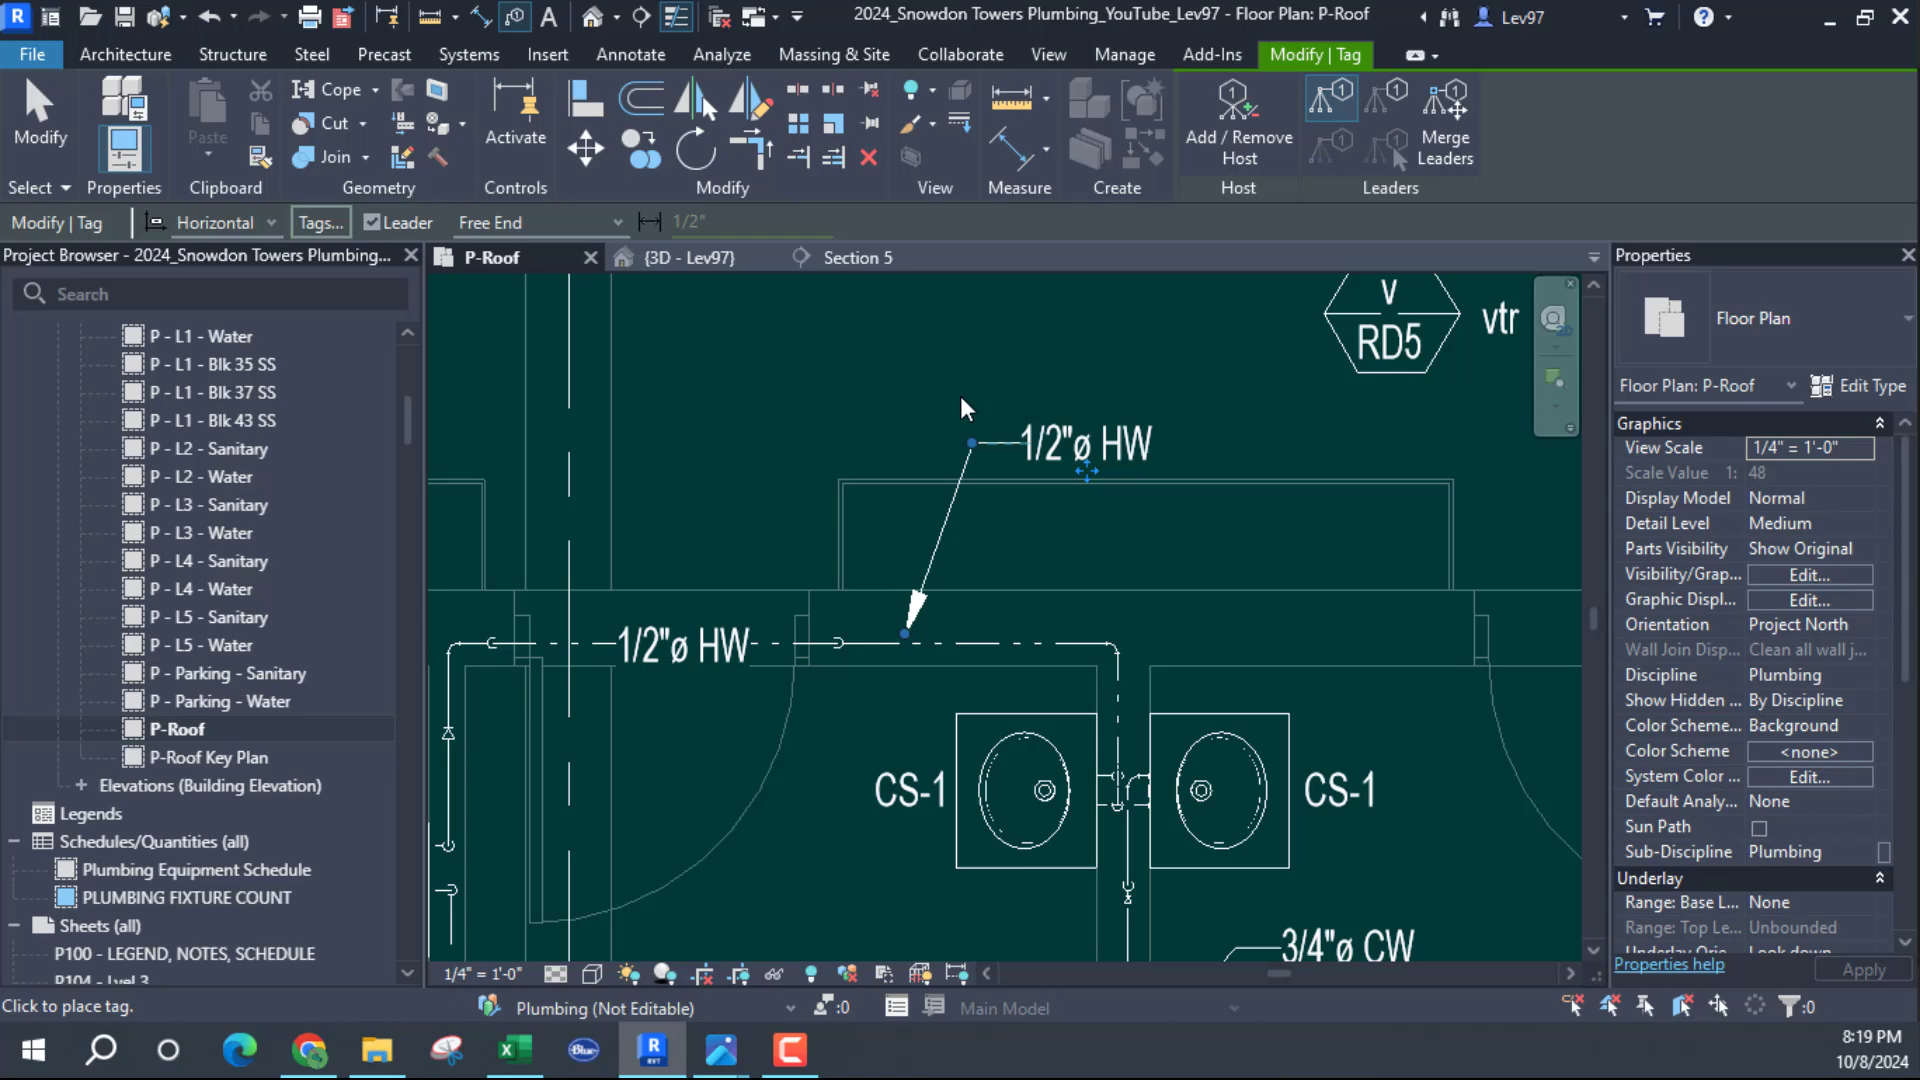 2024_Snowdon Towers Plumbing_YouTube_Lev97 - Floor Plan: P-Roof
Lev97
File
Architecture
Structure
Steel
Precast
Systems
Insert
Annotate
Analyze
Massing & Site
Collaborate
View
Manage
Add-Ins
Modify | Tag
Modify
Paste
Cope
Cut
Join
Activate
Add / Remove
Host
Merge
Leaders
Select
Properties
Clipboard
Geometry
Controls
Modify
View
Measure
Create
Host
Leaders
Modify | Tag
Horizontal
Tags...
Leader
Free End
1/2"
Project Browser - 2024_Snowdon Towers Plumbing...
Search
P - L1 - Water
P - L1 - Blk 35 SS
P - L1 - Blk 37 SS
P - L1 - Blk 43 SS
P - L2 - Sanitary
P - L2 - Water
P - L3 - Sanitary
P - L3 - Water
P - L4 - Sanitary
P - L4 - Water
P - L5 - Sanitary
P - L5 - Water
P - Parking - Sanitary
P - Parking - Water
P-Roof
P-Roof Key Plan
Elevations (Building Elevation)
Legends
Schedules/Quantities (all)
Plumbing Equipment Schedule
PLUMBING FIXTURE COUNT
Sheets (all)
P100 - LEGEND, NOTES, SCHEDULE
P104 - Lvel 3
P-Roof
{3D - Lev97}
Section 5
V
RD5
vtr
1/2"ø HW
1/2"ø HW
CS-1
CS-1
3/4"ø CW
1/4" = 1'-0"
Properties
Floor Plan
Floor Plan: P-Roof
Edit Type
Graphics
View Scale 1/4" = 1'-0"
Scale Value 1: 48
Display Model Normal
Detail Level Medium
Parts Visibility Show Original
Visibility/Grap... Edit...
Graphic Displ... Edit...
Orientation Project North
Wall Join Disp... Clean all wall j...
Discipline Plumbing
Show Hidden ... By Discipline
Color Scheme... Background
Color Scheme <none>
System Color ... Edit...
Default Analy... None
Sun Path
Sub-Discipline Plumbing
Underlay
Range: Base L... None
Range: Top Le... Unbounded
Underlay Orie... Look down
Properties help
Apply
Click to place tag.
Plumbing (Not Editable)
:0
Main Model
:0
8:19 PM
10/8/2024